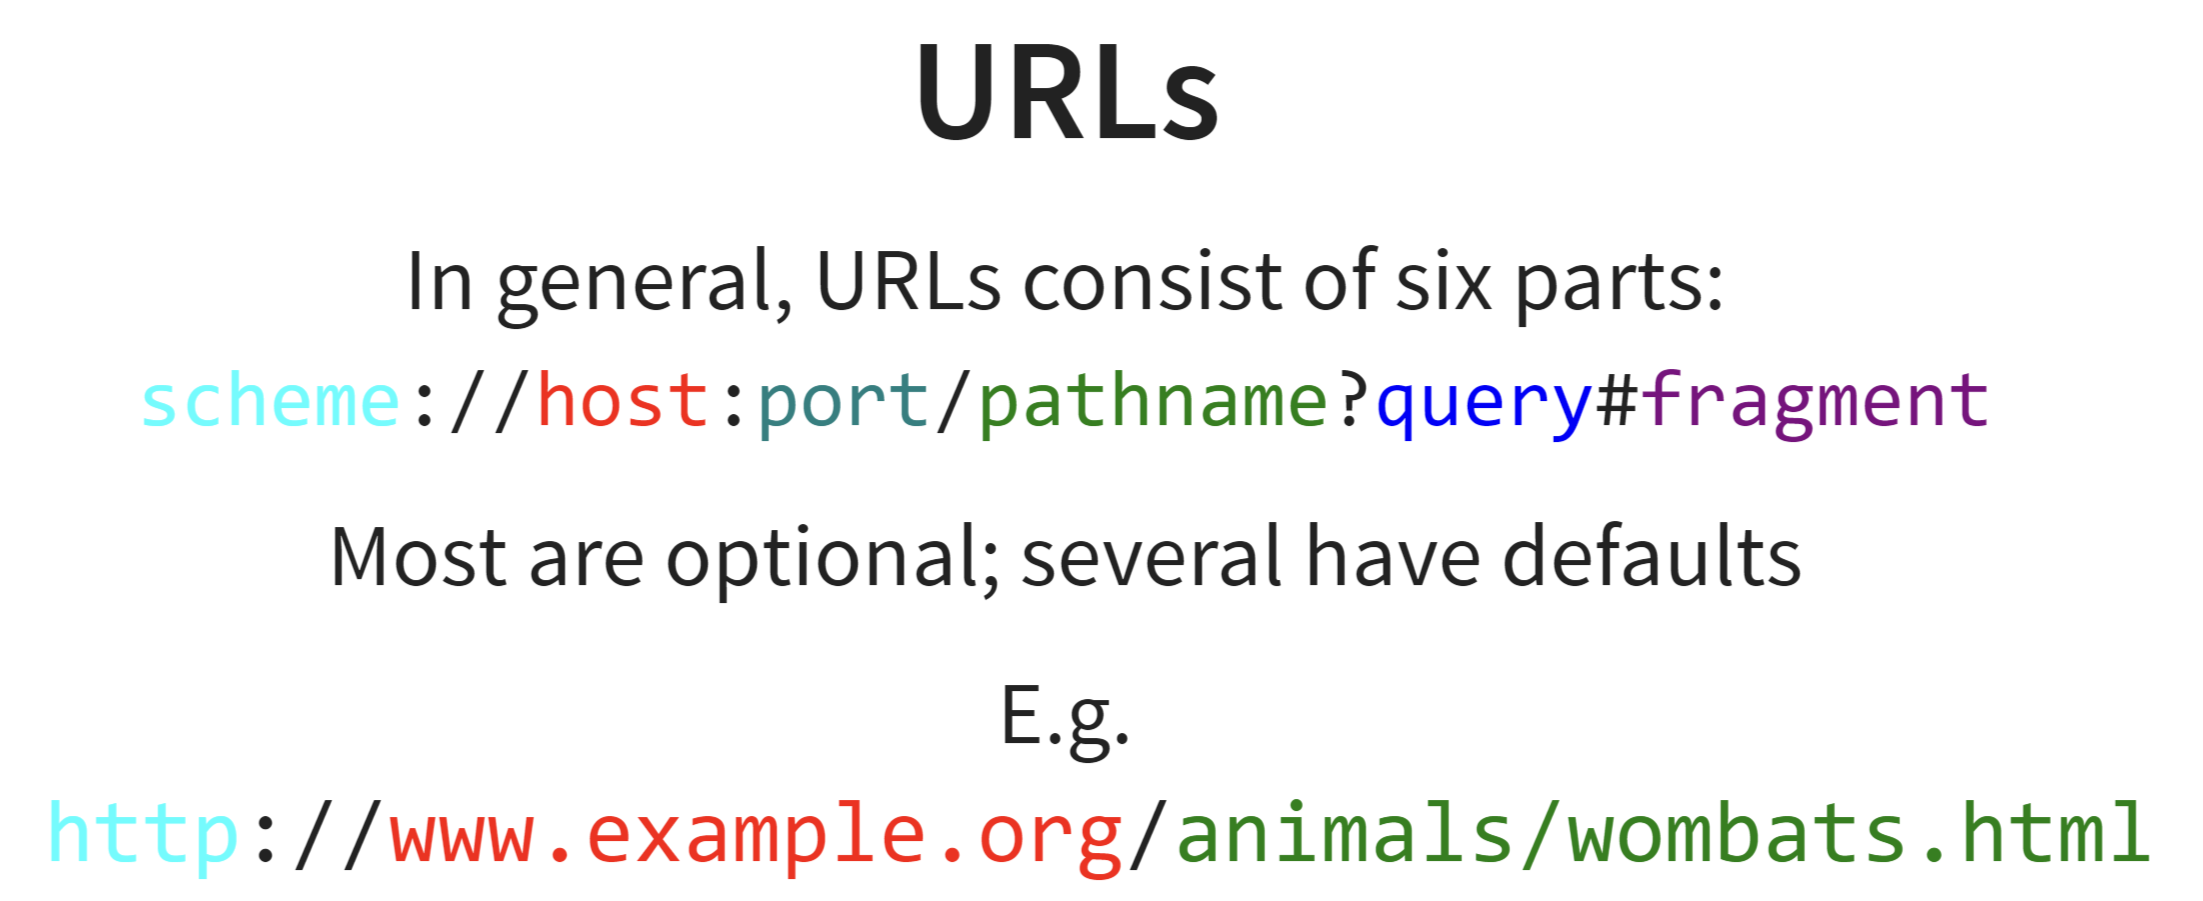 URLs
In general, URLs consist of six parts:
scheme://host:port/pathname?query#fragment
Most are optional; several have defaults
E.g.
http://www.example.org/animals/wombats.html